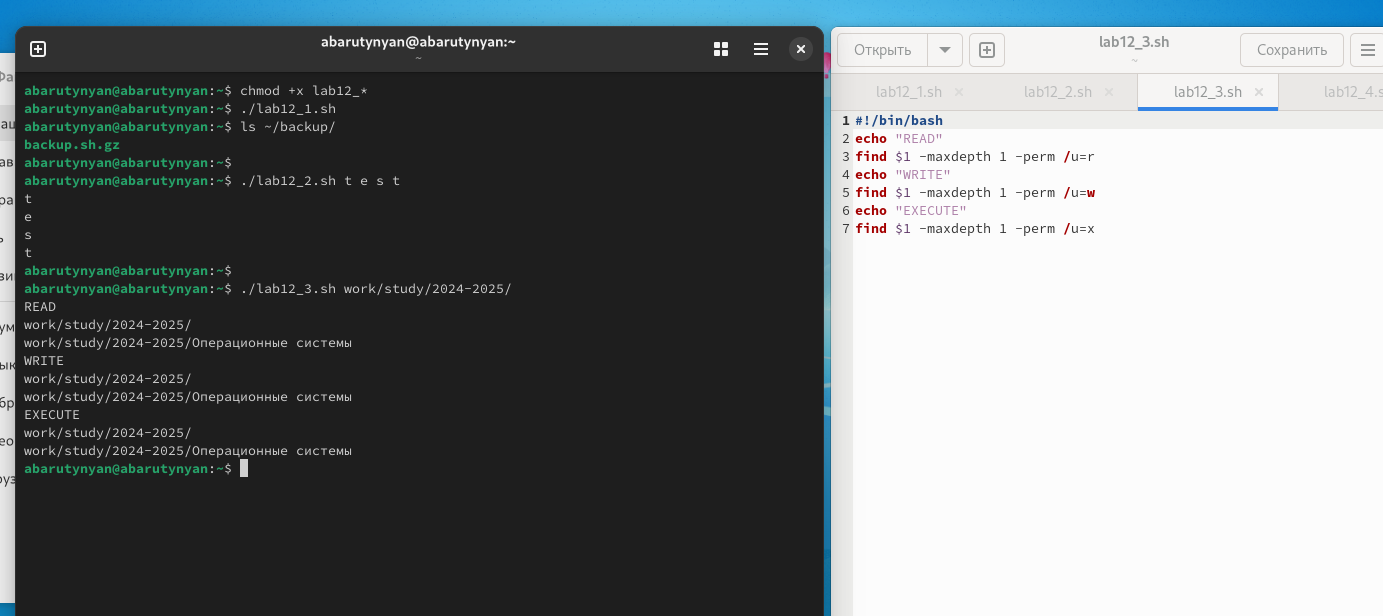 abarutynyan@abarutynyan:~
~
abarutynyan@abarutynyan:~$ chmod +x lab12_*
abarutynyan@abarutynyan:~$ ./lab12_1.sh
abarutynyan@abarutynyan:~$ ls ~/backup/
backup.sh.gz
abarutynyan@abarutynyan:~$
abarutynyan@abarutynyan:~$ ./lab12_2.sh t e s t
t
e
s
t
abarutynyan@abarutynyan:~$
abarutynyan@abarutynyan:~$ ./lab12_3.sh work/study/2024-2025/
READ
work/study/2024-2025/
work/study/2024-2025/Операционные системы
WRITE
work/study/2024-2025/
work/study/2024-2025/Операционные системы
EXECUTE
work/study/2024-2025/
work/study/2024-2025/Операционные системы
abarutynyan@abarutynyan:~$
Открыть lab12_3.sh Сохранить
~
lab12_1.sh × lab12_2.sh × lab12_3.sh × lab12_4.s
1 #!/bin/bash
2 echo "READ"
3 find $1 -maxdepth 1 -perm /u=r
4 echo "WRITE"
5 find $1 -maxdepth 1 -perm /u=w
6 echo "EXECUTE"
7 find $1 -maxdepth 1 -perm /u=x